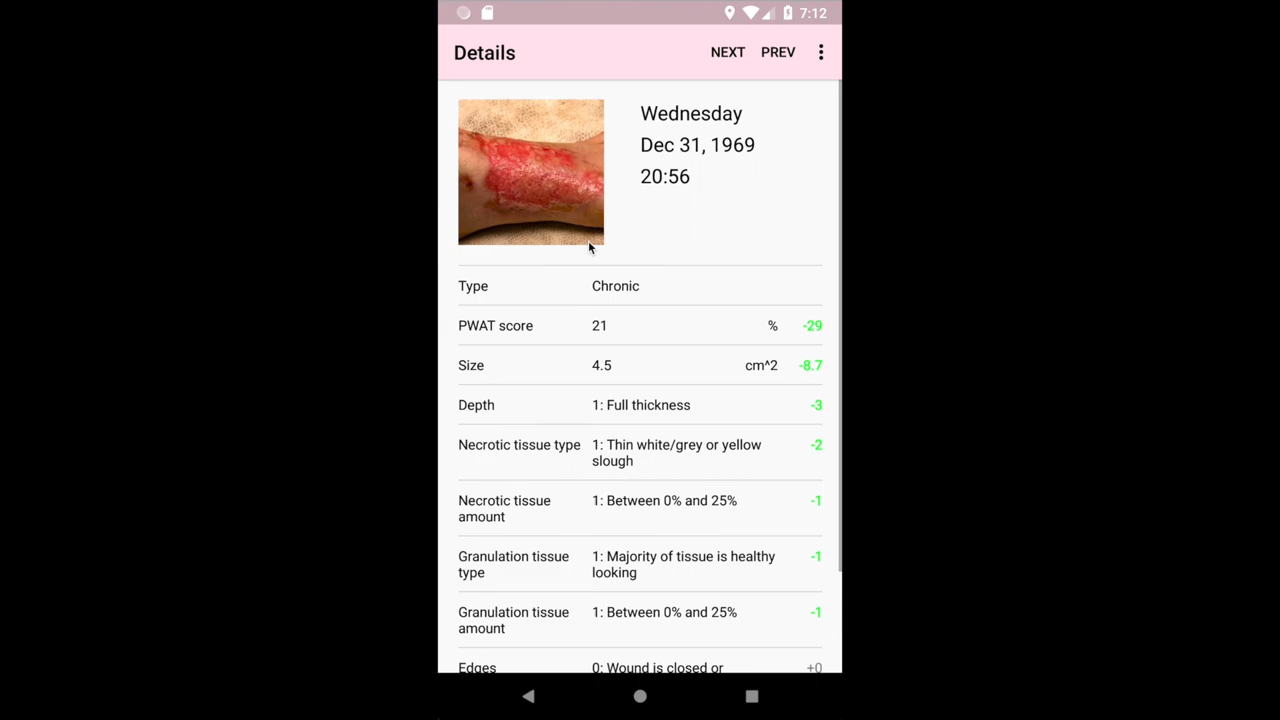 7:12
Details NEXT PREV
Wednesday
Dec 31, 1969
20:56
Type Chronic
PWAT score 21 % -29
Size 4.5 cm^2 -8.7
Depth 1: Full thickness -3
Necrotic tissue type 1: Thin white/grey or yellow -2
slough
Necrotic tissue 1: Between 0% and 25% -1
amount
Granulation tissue 1: Majority of tissue is healthy -1
type looking
Granulation tissue 1: Between 0% and 25% -1
amount
Edges 0: Wound is closed or +0